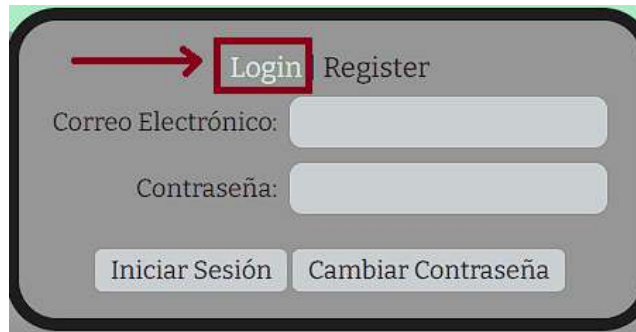 Login | Register
Correo Electrónico:
Contraseña:
Iniciar Sesión Cambiar Contraseña